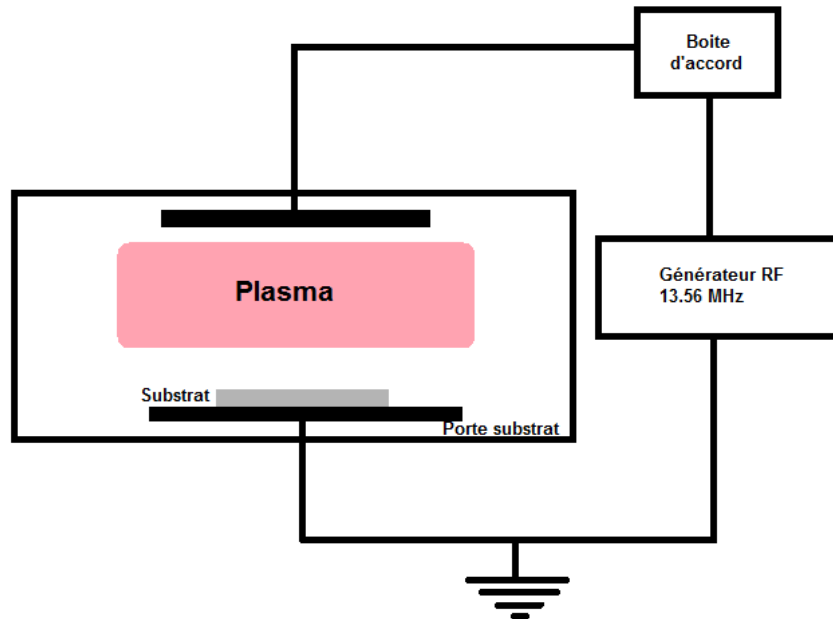 Boite
d'accord
Générateur RF
13.56 MHz
Plasma
Substrat
Porte substrat